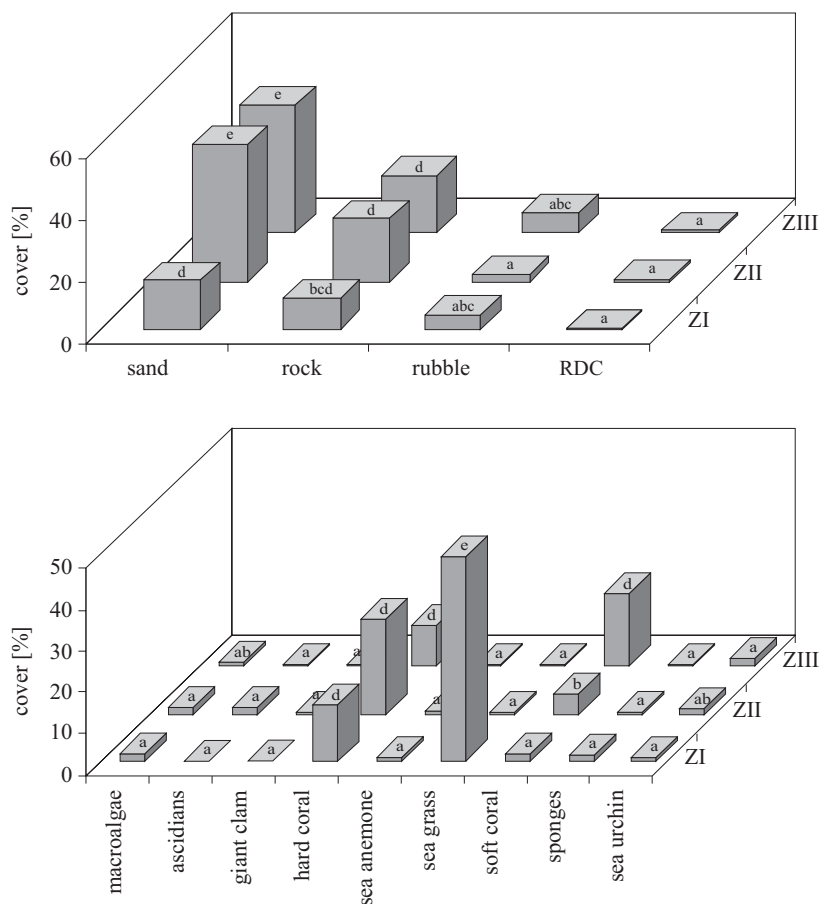 e
e
60
d
abc
cover [%]
40
d
a
ZIII
20
d
bcd
a
a
ZII
abc
a
ZI
0
sand rock rubble RDC
50
e
40
d
d
d
cover [%]
30
ab a a a a a a
ZIII
20
a a a d a a b a ab
ZII
10
a a a a a a a
ZI
0
macroalgae
ascidians
giant clam
hard coral
sea anemone
sea grass
soft coral
sponges
sea urchin